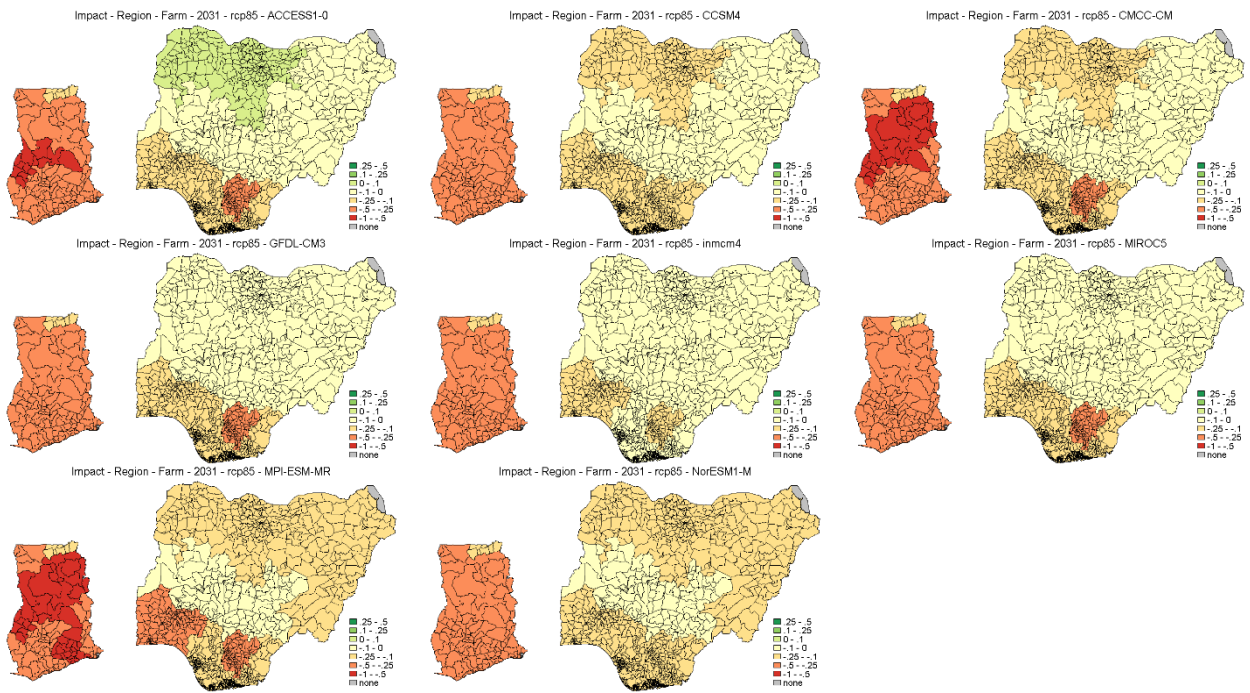 Impact - Region - Farm - 2031 - rcp85 - ACCESS1-0
.25 - .5
.1 - .25
0 - .1
-.1 - 0
-.25 - -.1
-.5 - -.25
-1 - -.5
none
Impact - Region - Farm - 2031 - rcp85 - CCSM4
.25 - .5
.1 - .25
0 - .1
-.1 - 0
-.25 - -.1
-.5 - -.25
-1 - -.5
none
Impact - Region - Farm - 2031 - rcp85 - CMCC-CM
.25 - .5
.1 - .25
0 - .1
-.1 - 0
-.25 - -.1
-.5 - -.25
-1 - -.5
none
Impact - Region - Farm - 2031 - rcp85 - GFDL-CM3
.25 - .5
.1 - .25
0 - .1
-.1 - 0
-.25 - -.1
-.5 - -.25
-1 - -.5
none
Impact - Region - Farm - 2031 - rcp85 - inmcm4
.25 - .5
.1 - .25
0 - .1
-.1 - 0
-.25 - -.1
-.5 - -.25
-1 - -.5
none
Impact - Region - Farm - 2031 - rcp85 - MIROC5
.25 - .5
.1 - .25
0 - .1
-.1 - 0
-.25 - -.1
-.5 - -.25
-1 - -.5
none
Impact - Region - Farm - 2031 - rcp85 - MPI-ESM-MR
.25 - .5
.1 - .25
0 - .1
-.1 - 0
-.25 - -.1
-.5 - -.25
-1 - -.5
none
Impact - Region - Farm - 2031 - rcp85 - NorESM1-M
.25 - .5
.1 - .25
0 - .1
-.1 - 0
-.25 - -.1
-.5 - -.25
-1 - -.5
none